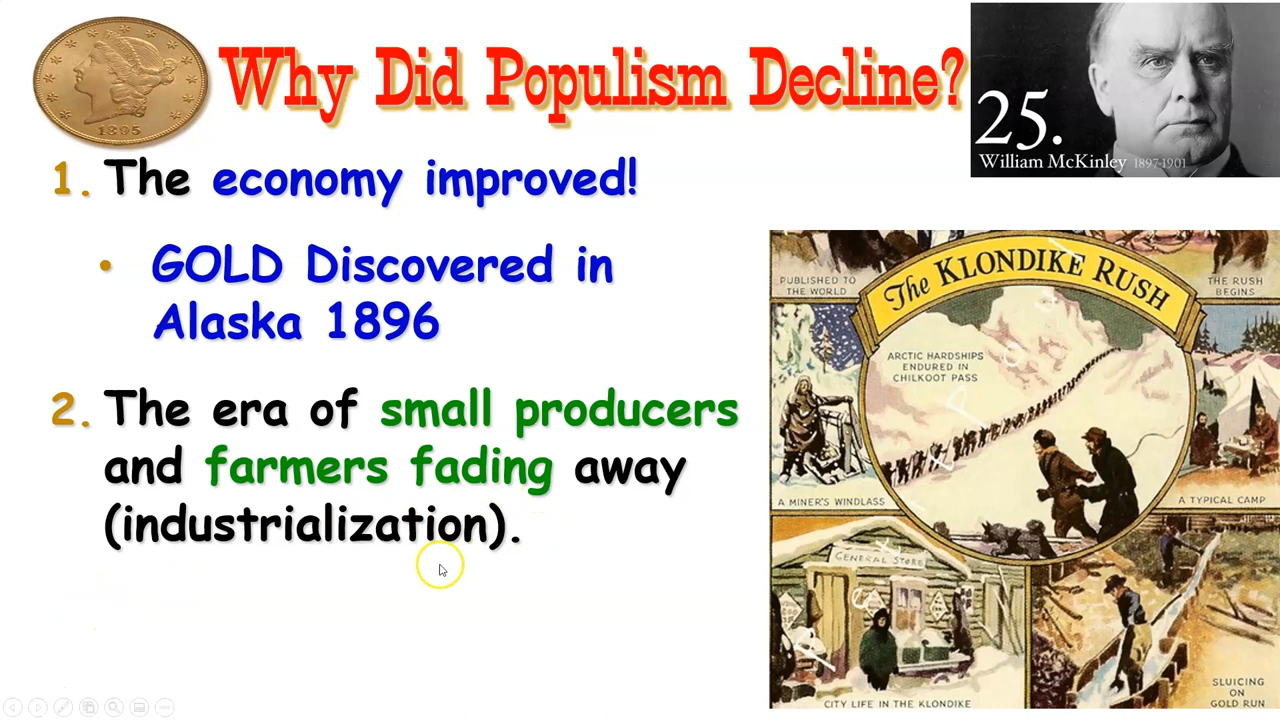 1895
Why Did Populism Decline?
25.
William McKinley 1897-1901
1. The economy improved!
• GOLD Discovered in
Alaska 1896
2. The era of small producers
and farmers fading away
(industrialization).
PUBLISHED TO
THE WORLD
The KLONDIKE RUSH
THE RUSH
BEGINS
ARCTIC HARDSHIPS
ENDURED IN
CHILKOOT PASS
A MINER'S WINDLASS
A TYPICAL CAMP
GENERAL STORE
CITY LIFE IN THE KLONDIKE
SLUICING
ON
GOLD RUN